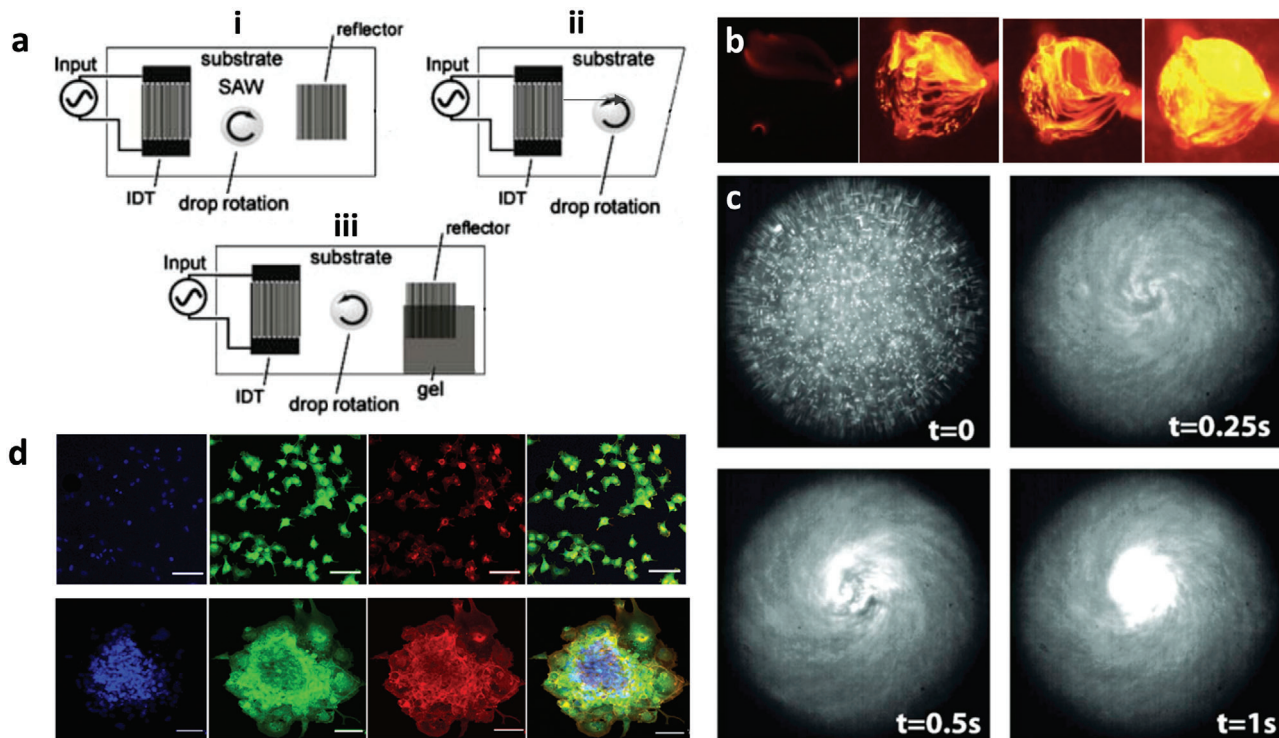 a
i
reflector
Input
substrate
SAW
IDT
drop rotation
ii
Input
substrate
IDT
drop rotation
iii
reflector
Input
substrate
IDT
drop rotation
gel
b
c
t=0
t=0.25s
t=0.5s
t=1s
d